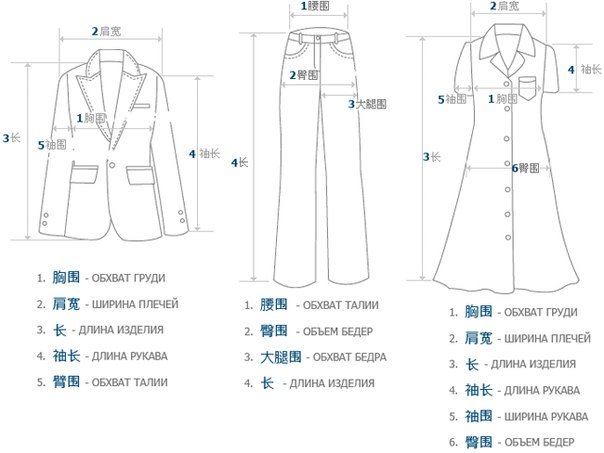 2 肩宽
1 胸围
5 袖围
3 长
4 袖长
1. 胸围 - ОБХВАТ ГРУДИ
2. 肩宽 - ШИРИНА ПЛЕЧЕЙ
3. 长 - ДЛИНА ИЗДЕЛИЯ
4. 袖长 - ДЛИНА РУКАВА
5. 臂围 - ОБХВАТ ТАЛИИ
1腰围
2臀围
3大腿围
4长
1. 腰围 - ОБХВАТ ТАЛИИ
2. 臀围 - ОБЪЕМ БЕДЕР
3. 大腿围 - ОБХВАТ БЕДРА
4. 长 - ДЛИНА ИЗДЕЛИЯ
2 肩宽
4 袖长
5袖围
1 胸围
3长
6臀围
1. 胸围 - ОБХВАТ ГРУДИ
2. 肩宽 - ШИРИНА ПЛЕЧЕЙ
3. 长 - ДЛИНА ИЗДЕЛИЯ
4. 袖长 - ДЛИНА РУКАВА
5. 袖围 - ШИРИНА РУКАВА
6. 臀围 - ОБЪЕМ БЕДЕР